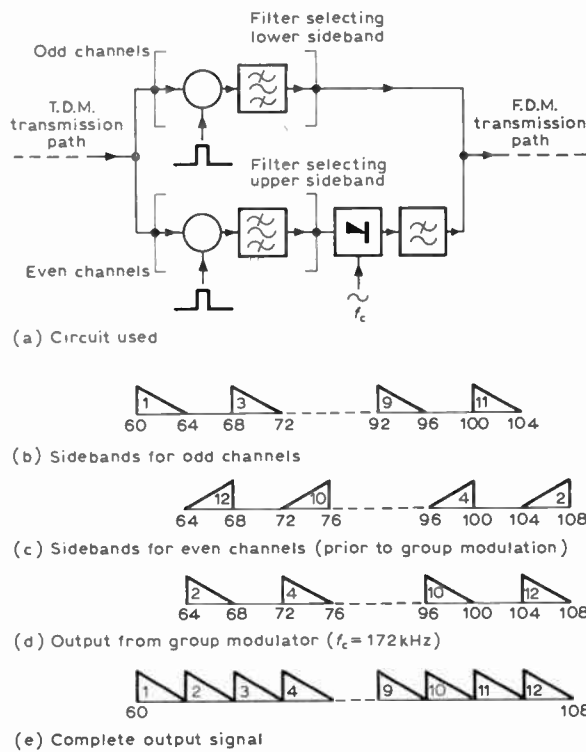 Filter selecting
lower sideband
Odd channels
T.D.M.
transmission
path
F.D.M.
transmission
path
Filter selecting
upper sideband
Even channels
f_c
(a) Circuit used
1 3 9 11
60 64 68 72 92 96 100 104
(b) Sidebands for odd channels
12 10 4 2
64 68 72 76 96 100 104 108
(c) Sidebands for even channels (prior to group modulation)
2 4 10 12
64 68 72 76 96 100 104 108
(d) Output from group modulator (f_c = 172kHz)
1 2 3 4 9 10 11 12
60 108
(e) Complete output signal